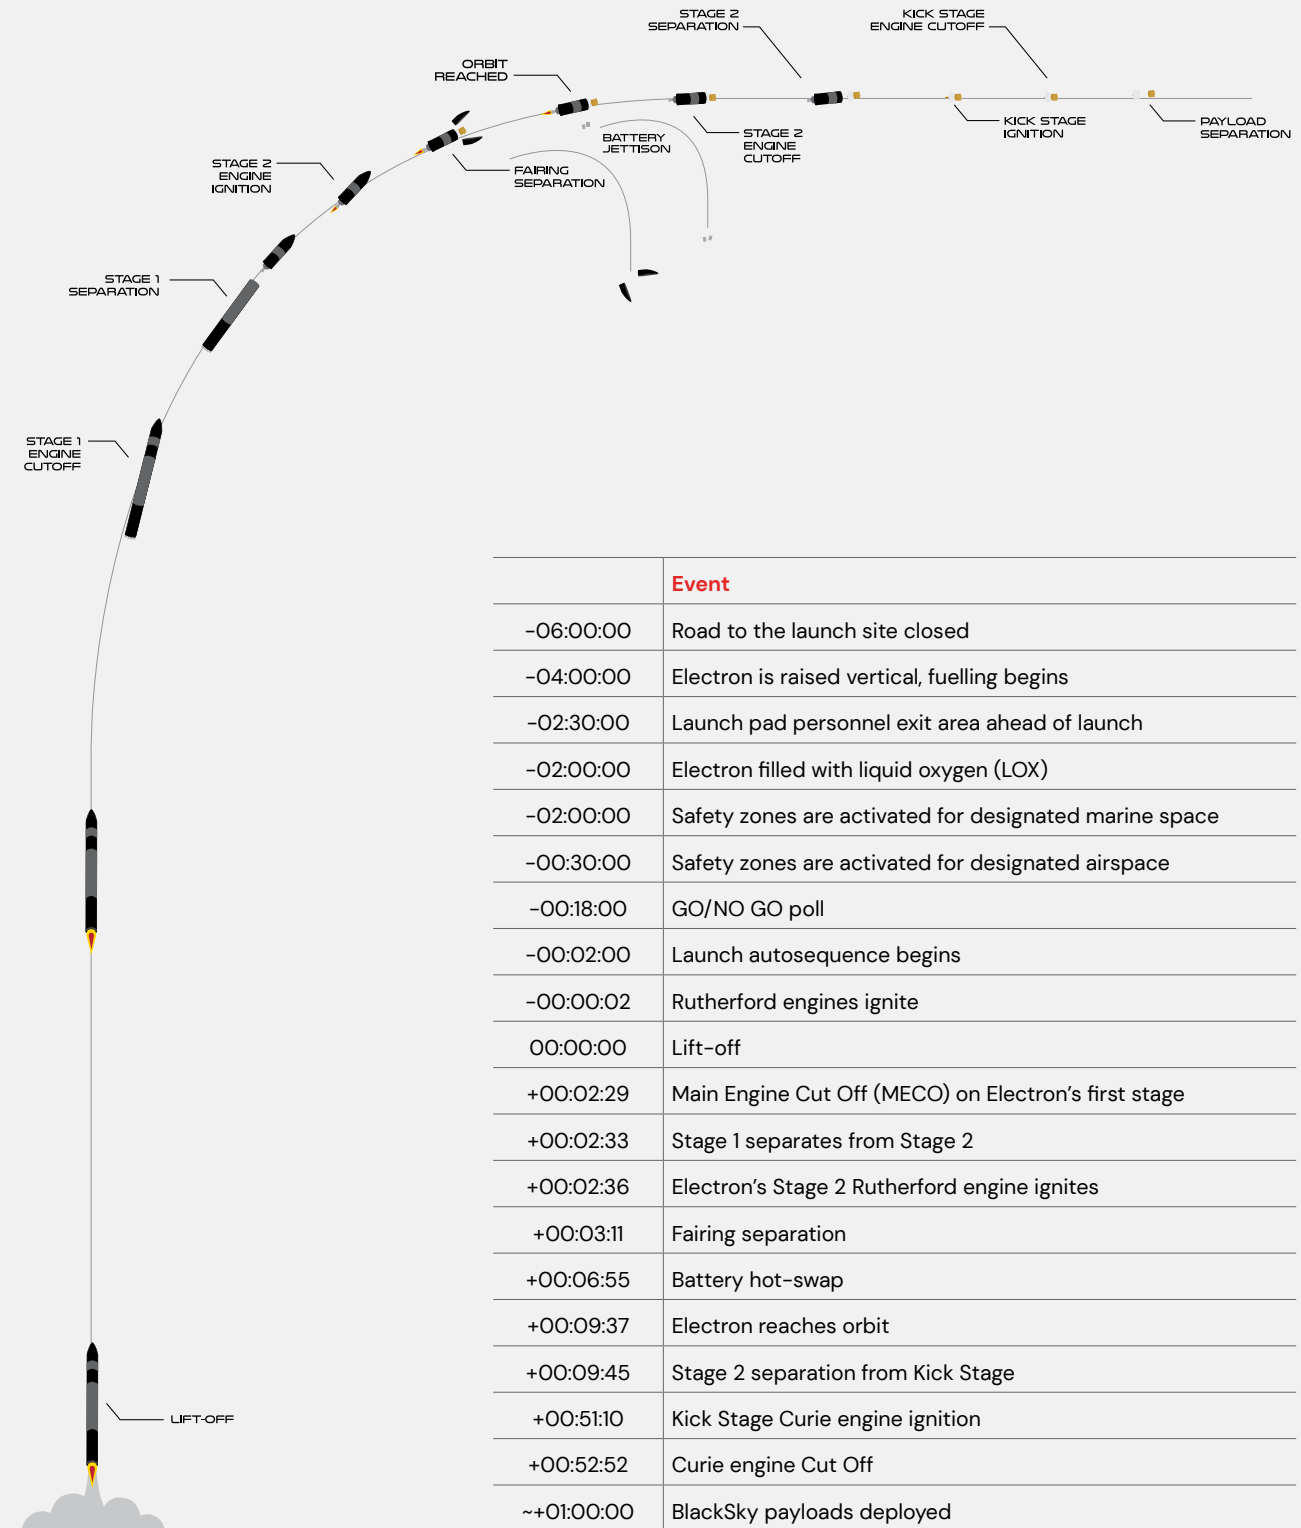 STAGE 2
SEPARATION
KICK STAGE
ENGINE CUTOFF
ORBIT
REACHED
KICK STAGE
IGNITION
PAYLOAD
SEPARATION
BATTERY
JETTISON
STAGE 2
ENGINE
CUTOFF
STAGE 2
ENGINE
IGNITION
FAIRING
SEPARATION
STAGE 1
SEPARATION
STAGE 1
ENGINE
CUTOFF
LIFT-OFF
Event
-06:00:00 Road to the launch site closed
-04:00:00 Electron is raised vertical, fuelling begins
-02:30:00 Launch pad personnel exit area ahead of launch
-02:00:00 Electron filled with liquid oxygen (LOX)
-02:00:00 Safety zones are activated for designated marine space
-00:30:00 Safety zones are activated for designated airspace
-00:18:00 GO/NO GO poll
-00:02:00 Launch autosequence begins
-00:00:02 Rutherford engines ignite
00:00:00 Lift-off
+00:02:29 Main Engine Cut Off (MECO) on Electron’s first stage
+00:02:33 Stage 1 separates from Stage 2
+00:02:36 Electron’s Stage 2 Rutherford engine ignites
+00:03:11 Fairing separation
+00:06:55 Battery hot-swap
+00:09:37 Electron reaches orbit
+00:09:45 Stage 2 separation from Kick Stage
+00:51:10 Kick Stage Curie engine ignition
+00:52:52 Curie engine Cut Off
~+01:00:00 BlackSky payloads deployed